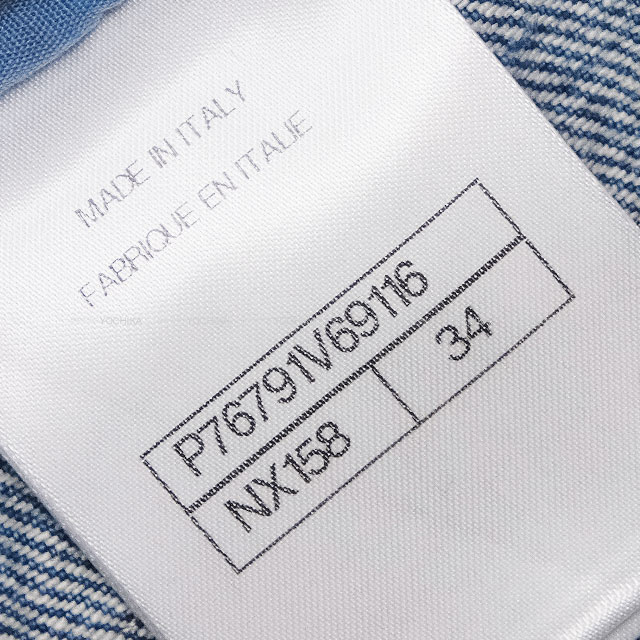 MADE IN ITALY
FABRIQUE EN ITALIE
P76791V69116
NX158
34